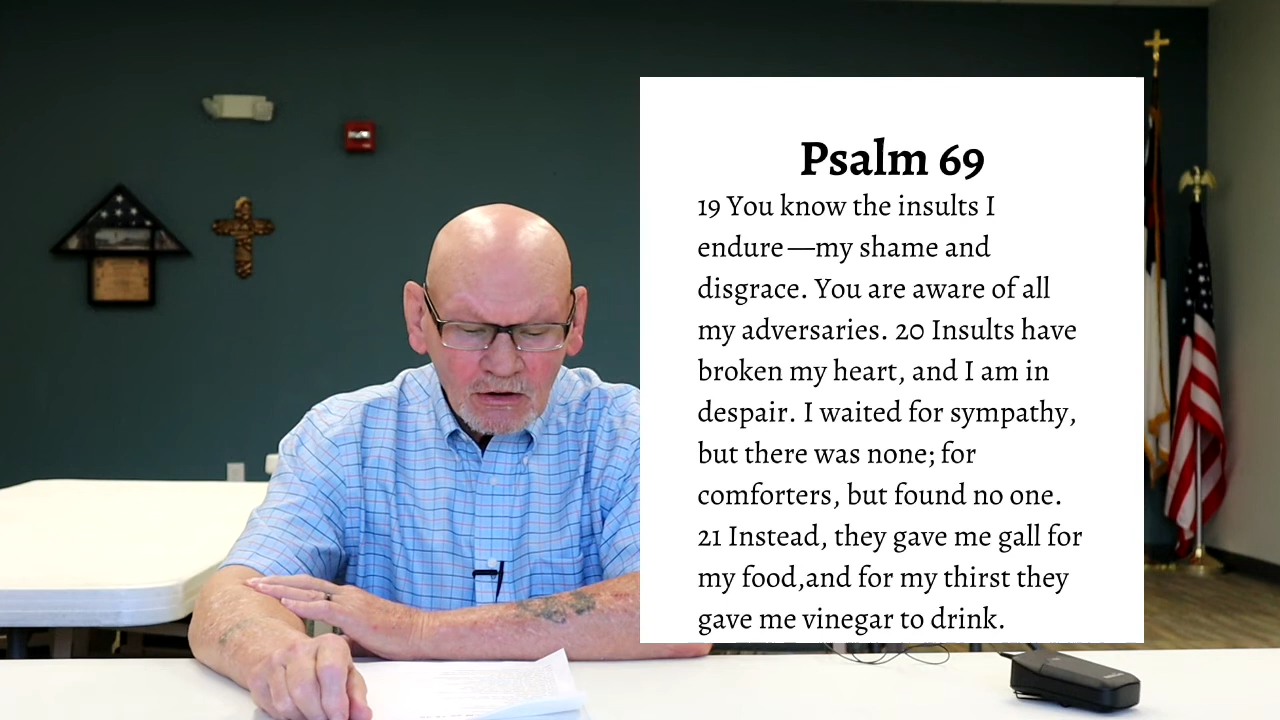 Psalm 69
19 You know the insults I
endure—my shame and
disgrace. You are aware of all
my adversaries. 20 Insults have
broken my heart, and I am in
despair. I waited for sympathy,
but there was none; for
comforters, but found no one.
21 Instead, they gave me gall for
my food,and for my thirst they
gave me vinegar to drink.